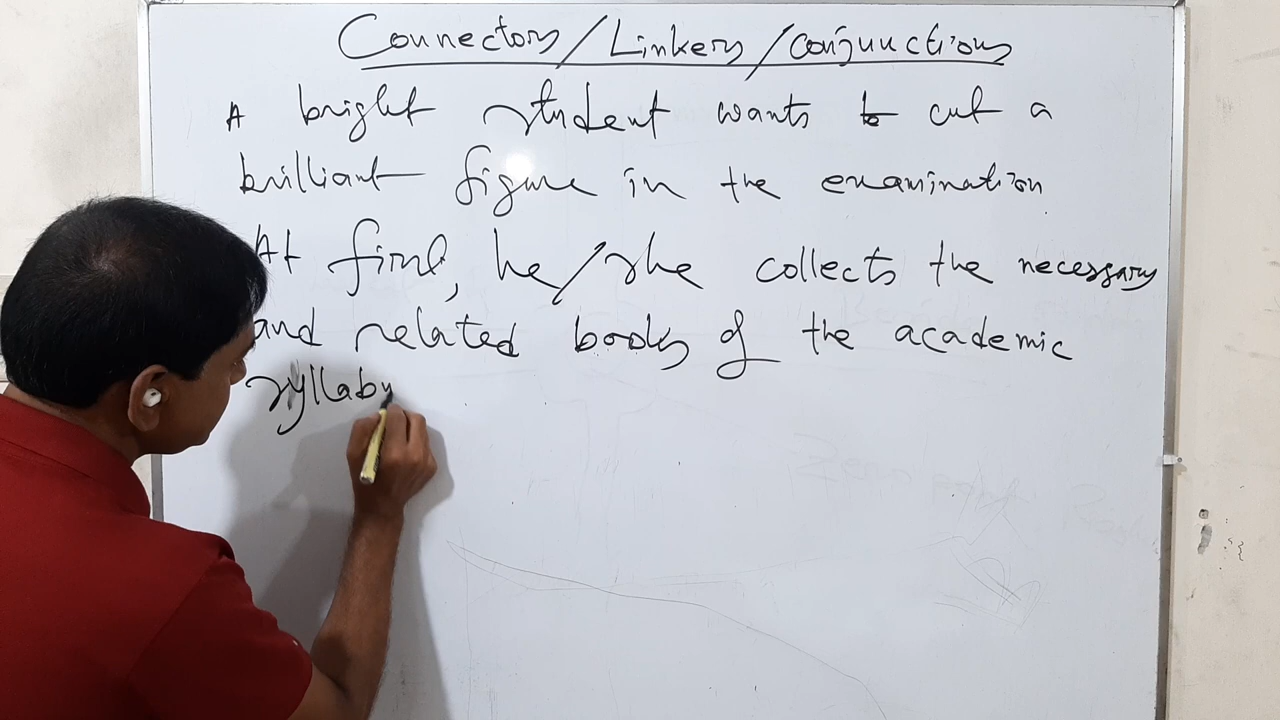 Connectors/Linkers/Conjunctions
A bright student wants to cut a
brilliant figure in the examination.
At first, he/she collects the necessary
and related books of the academic
syllabu